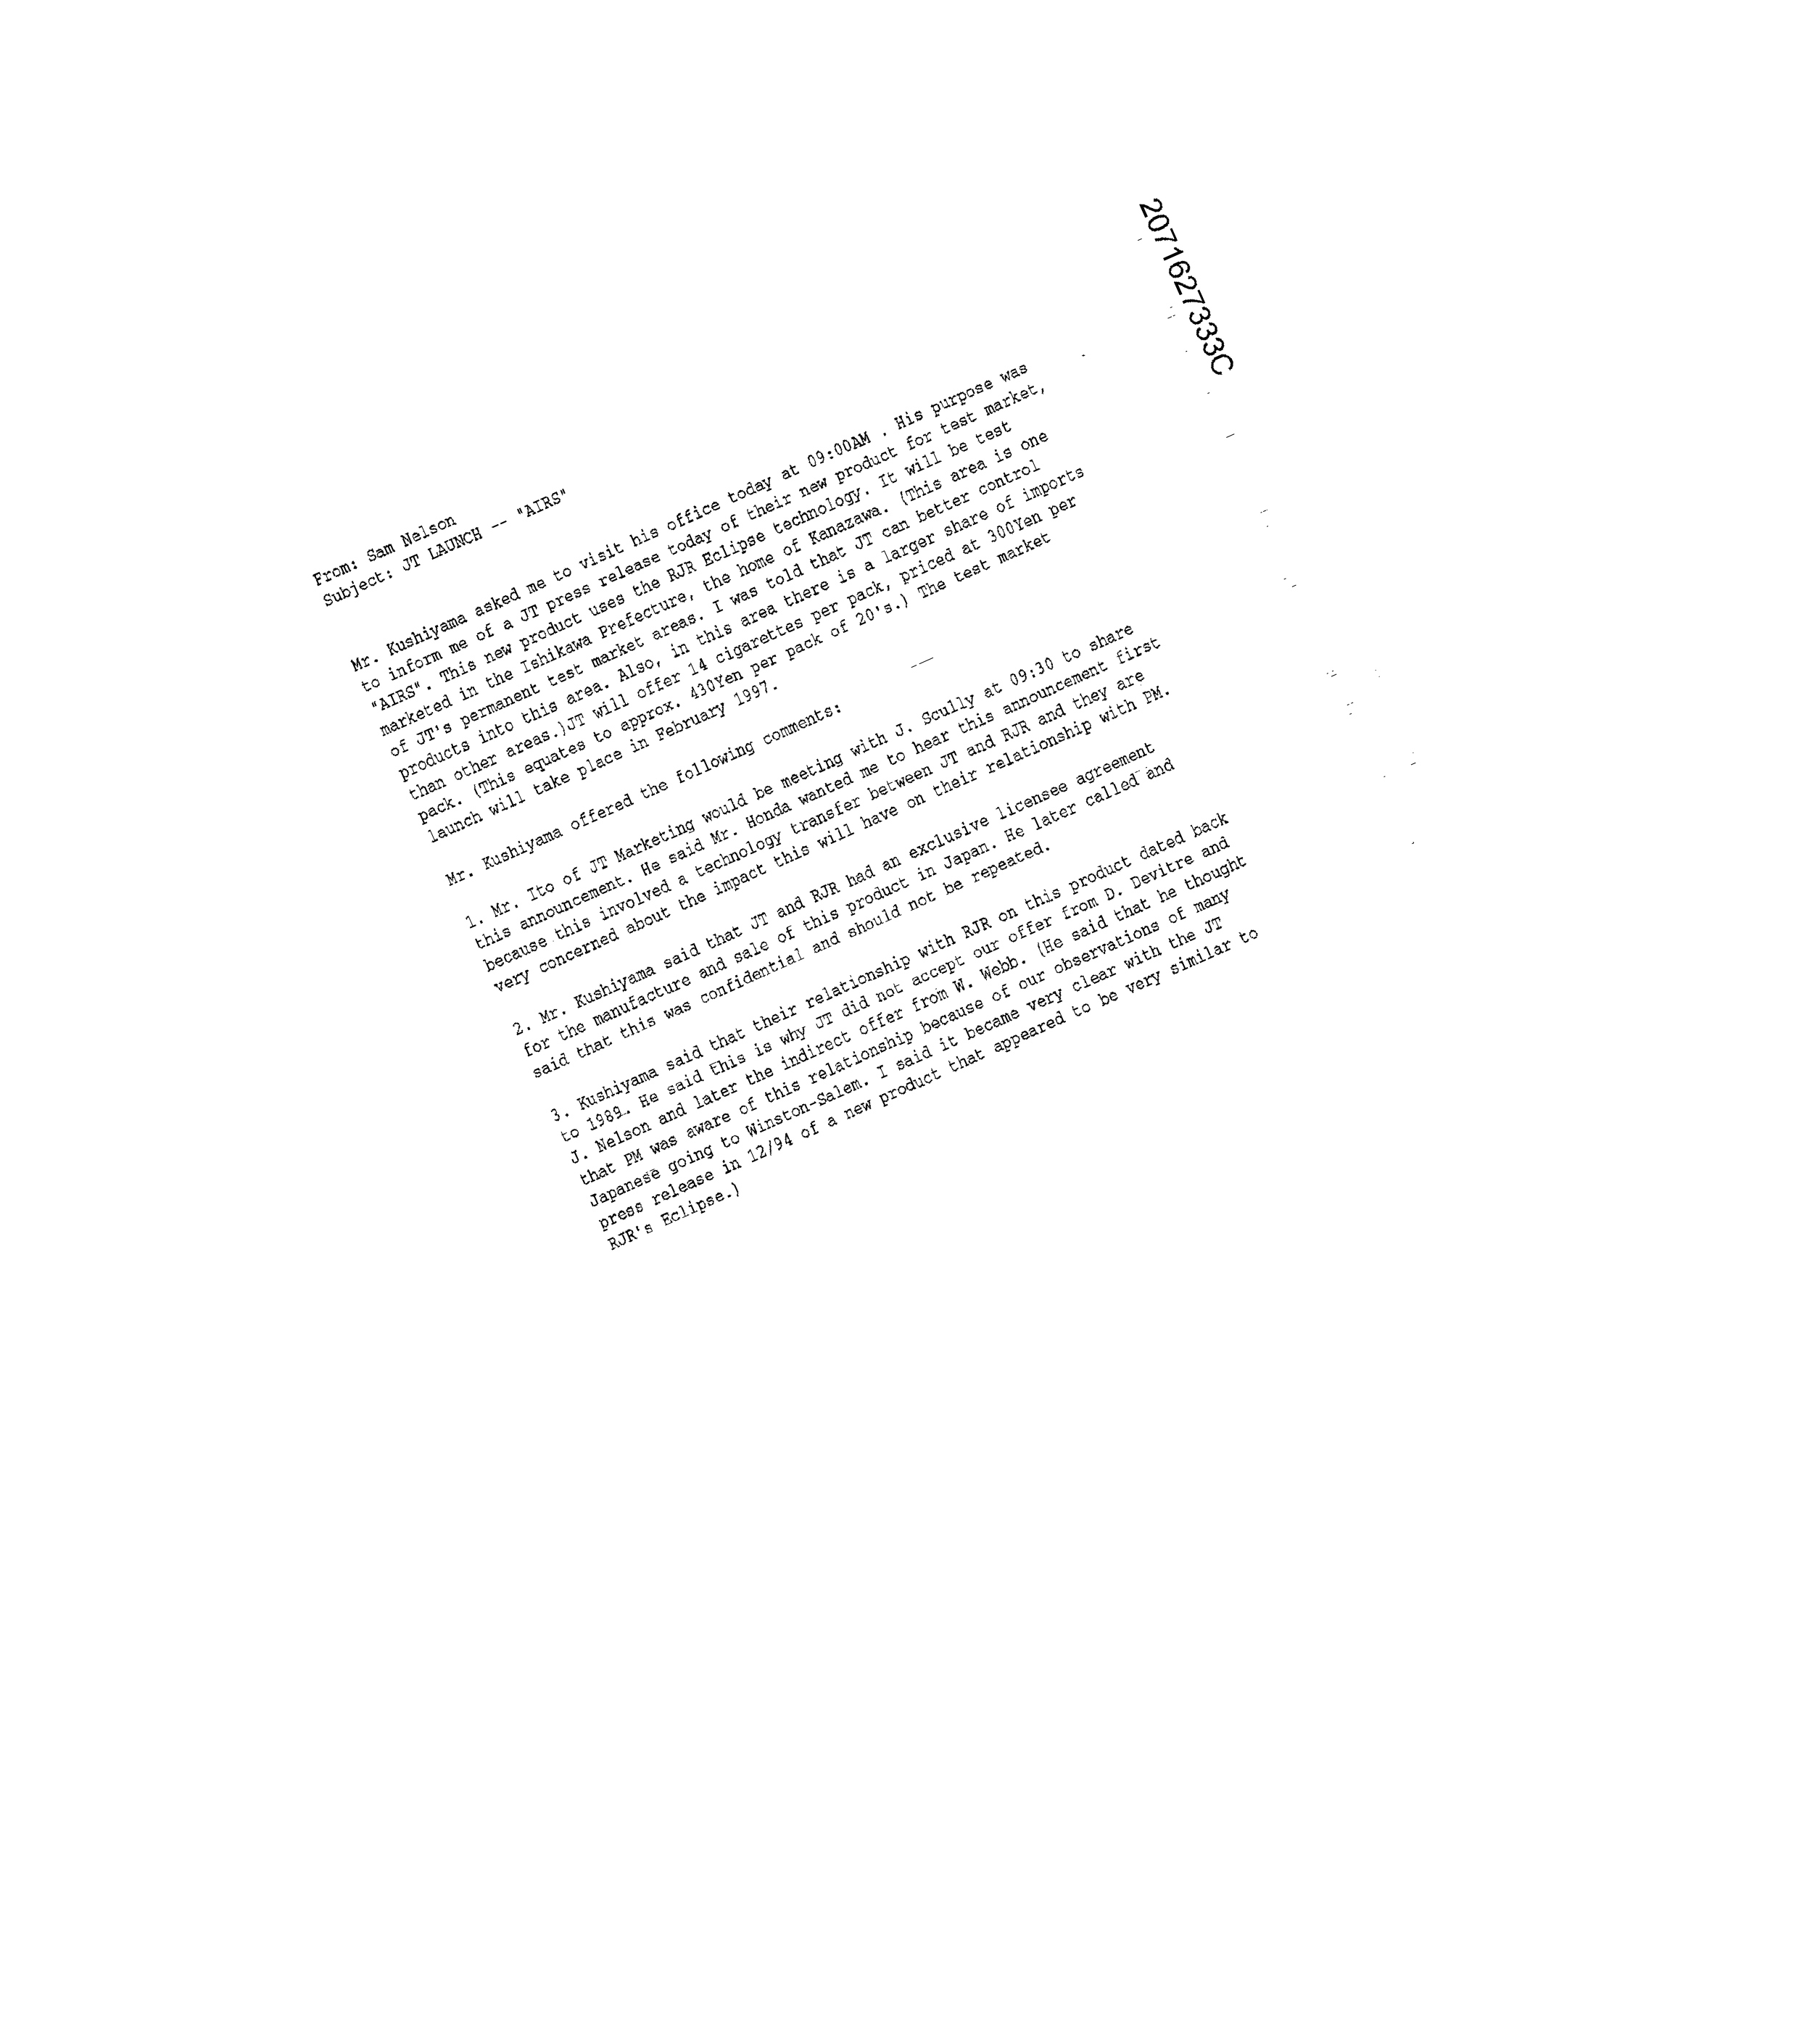 2071627333C
From: Sam Nelson
Subject: JT LAUNCH -- "AIRS"
Mr. Kushiyama asked me to visit his office today at 09:00AM . His purpose was
to inform me of a JT press release today of their new product for test market,
"AIRS". This new product uses the RJR Eclipse technology. It will be test
marketed in the Ishikawa Prefecture, the home of Kanazawa. (This area is one
of JT's permanent test market areas. I was told that JT can better control
products into this area. Also, in this area there is a larger share of imports
than other areas.)JT will offer 14 cigarettes per pack, priced at 300Yen per
pack. (This equates to approx. 430Yen per pack of 20's.) The test market
launch will take place in February 1997.
Mr. Kushiyama offered the following comments:
1. Mr. Ito of JT Marketing would be meeting with J. Scully at 09:30 to share
this announcement. He said Mr. Honda wanted me to hear this announcement first
because this involved a technology transfer between JT and RJR and they are
very concerned about the impact this will have on their relationship with PM.
2. Mr. Kushiyama said that JT and RJR had an exclusive licensee agreement
for the manufacture and sale of this product in Japan. He later called and
said that this was confidential and should not be repeated.
3. Kushiyama said that their relationship with RJR on this product dated back
to 1989. He said this is why JT did not accept our offer from D. Devitre and
J. Nelson and later the indirect offer from W. Webb. (He said that he thought
that PM was aware of this relationship because of our observations of many
Japanese going to Winston-Salem. I said it became very clear with the JT
press release in 12/94 of a new product that appeared to be very similar to
RJR's Eclipse.)